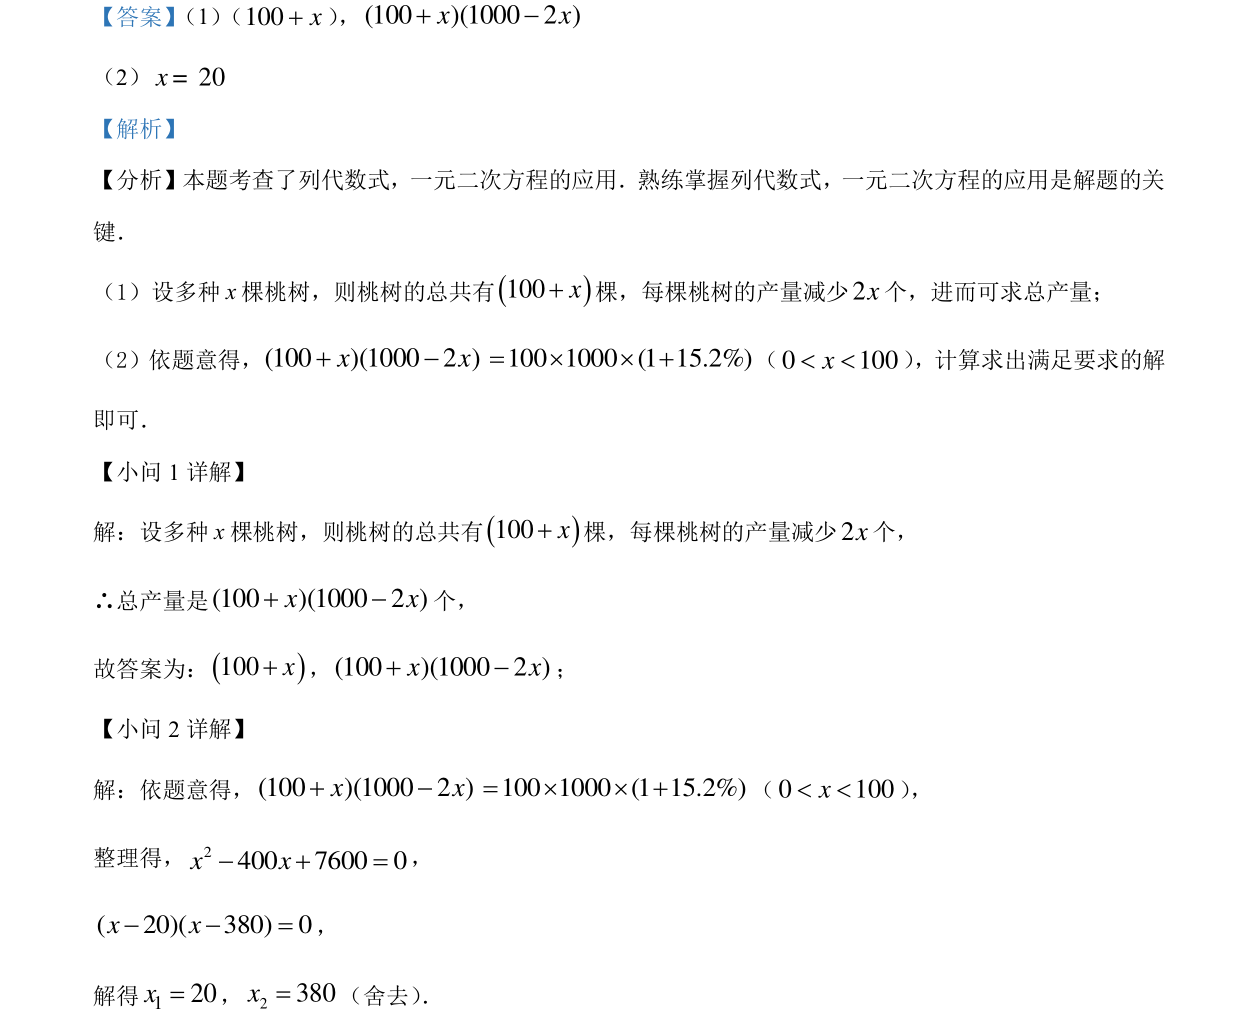 【答案】（1）（100 + x），(100 + x)(1000 − 2x)
（2） x = 20
【解析】
【分析】本题考查了列代数式，一元二次方程的应用．熟练掌握列代数式，一元二次方程的应用是解题的关
键．
（1）设多种 x 棵桃树，则桃树的总共有(100 + x)棵，每棵桃树的产量减少 2x 个，进而可求总产量；
（2）依题意得，(100 + x)(1000 − 2x) = 100×1000×(1+15.2%)（0 < x < 100），计算求出满足要求的解
即可．
【小问 1 详解】
解：设多种 x 棵桃树，则桃树的总共有(100 + x)棵，每棵桃树的产量减少 2x 个，
∴总产量是(100 + x)(1000 − 2x) 个，
故答案为：(100 + x)，(100 + x)(1000 − 2x)；
【小问 2 详解】
解：依题意得，(100 + x)(1000 − 2x) = 100×1000×(1+15.2%)（0 < x < 100），
整理得，x² − 400x + 7600 = 0，
(x − 20)(x − 380) = 0，
解得 x₁ = 20，x₂ = 380（舍去）．